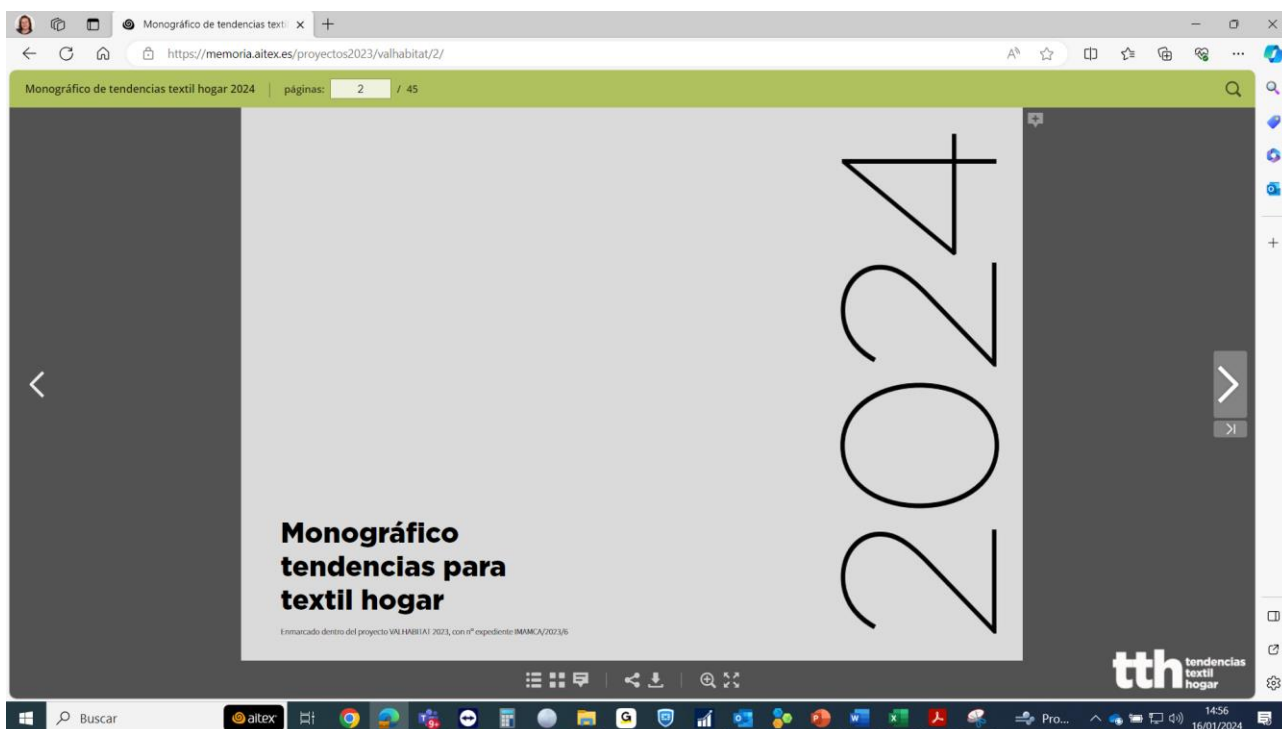 Monográfico de tendencias texti
https://memoria.aitex.es/proyectos2023/valhabitat/2/
Monográfico de tendencias textil hogar 2024 páginas: 2 / 45
2024
Monográfico
tendencias para
textil hogar
Enmarcado dentro del proyecto VALHABITAT 2023, con nº expediente IMAMCA/2023/6
tth tendencias
textil
hogar
Buscar
aitex
G
Pro...
14:56
16/01/2024